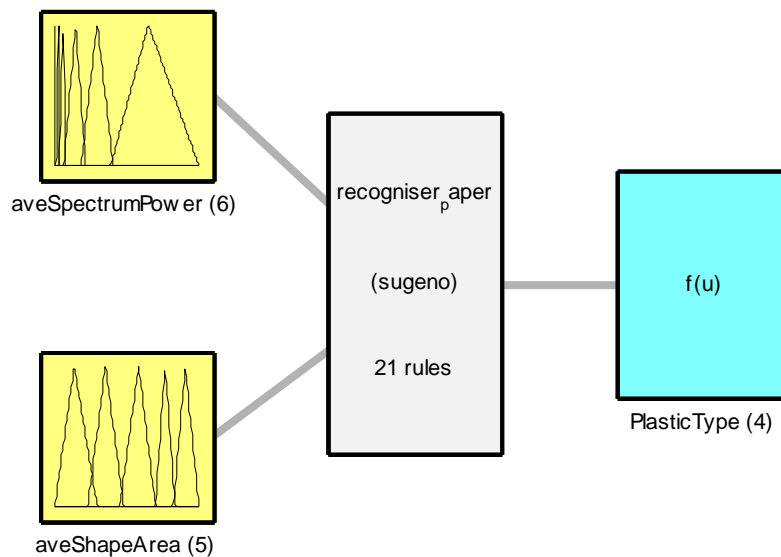 aveSpectrumPower (6)
recogniser_paper
(sugeno)
21 rules
f(u)
PlasticType (4)
aveShapeArea (5)